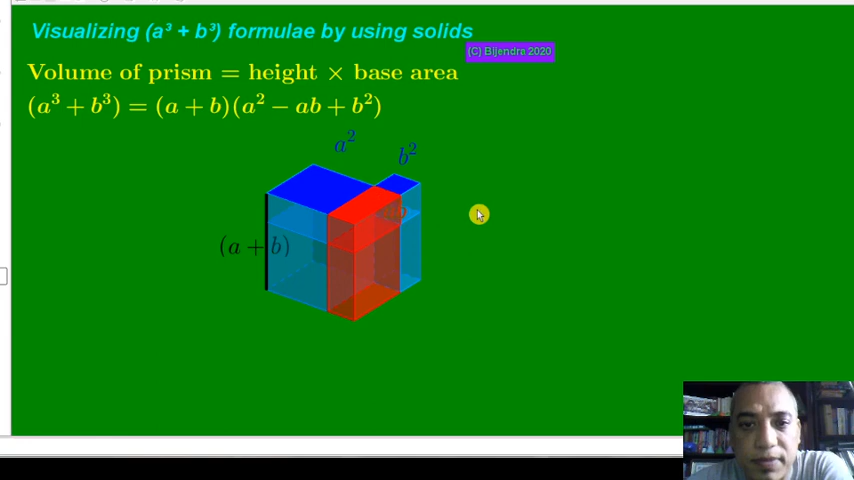 Visualizing (a³ + b³) formulae by using solids
(C) Bijendra 2020
Volume of prism = height × base area
(a³ + b³) = (a + b)(a² − ab + b²)
a²
b²
ab
(a + b)